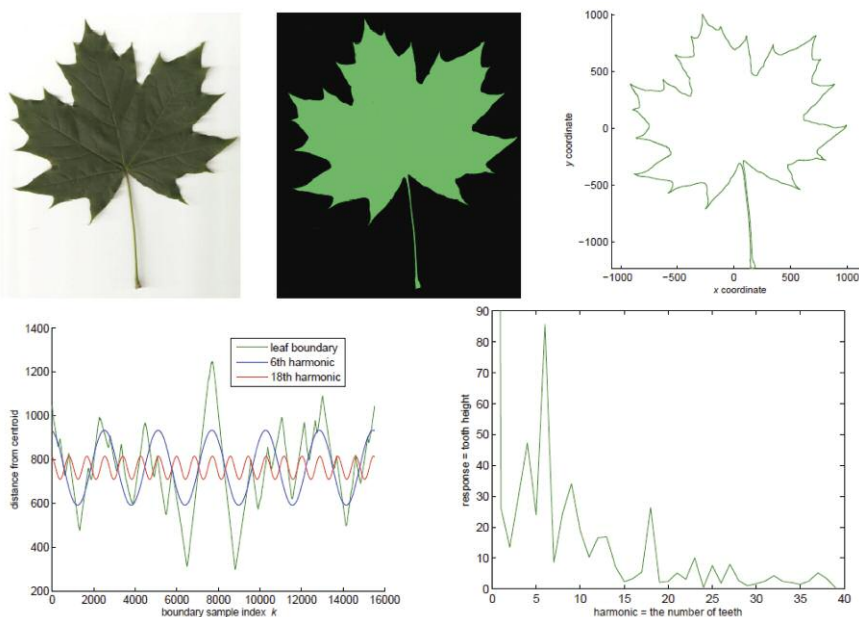 1000
500
0
−500
−1000
y coordinate
−1000 −500 0 500 1000
x coordinate
1400
1200
1000
800
600
400
200
distance from centroid
leaf boundary
6th harmonic
18th harmonic
0 2000 4000 6000 8000 10000 12000 14000 16000
boundary sample index k
90
80
70
60
50
40
30
20
10
0
response = tooth height
0 5 10 15 20 25 30 35 40
harmonic = the number of teeth